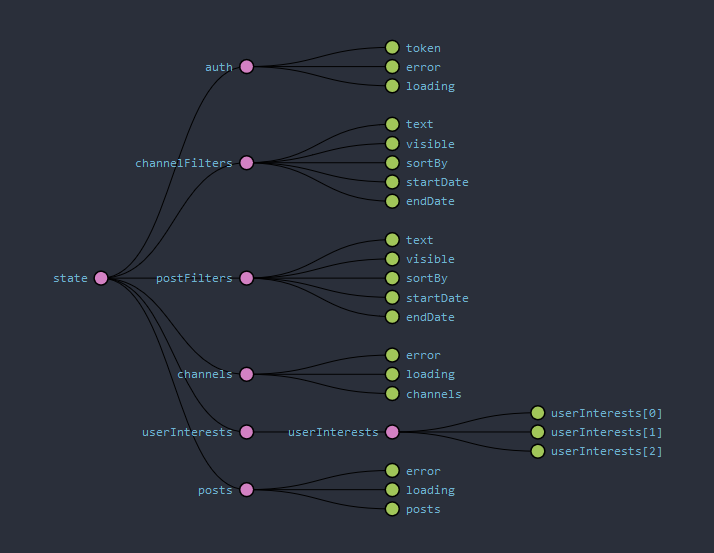 state
auth
token
error
loading
channelFilters
text
visible
sortBy
startDate
endDate
postFilters
text
visible
sortBy
startDate
endDate
channels
error
loading
channels
userInterests
userInterests
userInterests[0]
userInterests[1]
userInterests[2]
posts
error
loading
posts